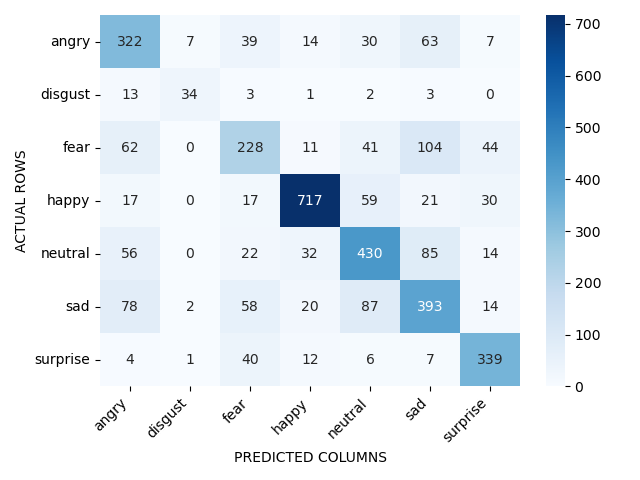 angry 322 7 39 14 30 63 7
disgust 13 34 3 1 2 3 0
fear 62 0 228 11 41 104 44
happy 17 0 17 717 59 21 30
neutral 56 0 22 32 430 85 14
sad 78 2 58 20 87 393 14
surprise 4 1 40 12 6 7 339
ACTUAL ROWS
angry disgust fear happy neutral sad surprise
PREDICTED COLUMNS
700
600
500
400
300
200
100
0